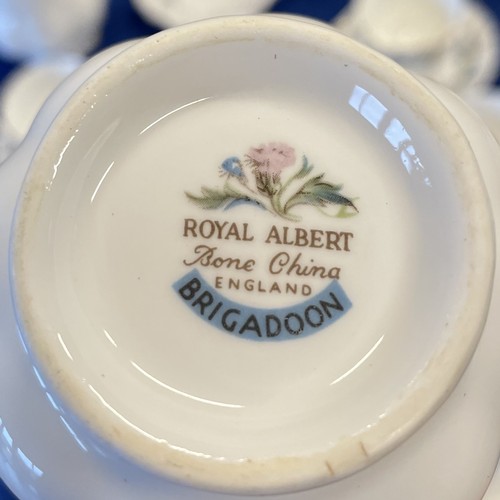 ROYAL ALBERT
Bone China
ENGLAND
BRIGADOON